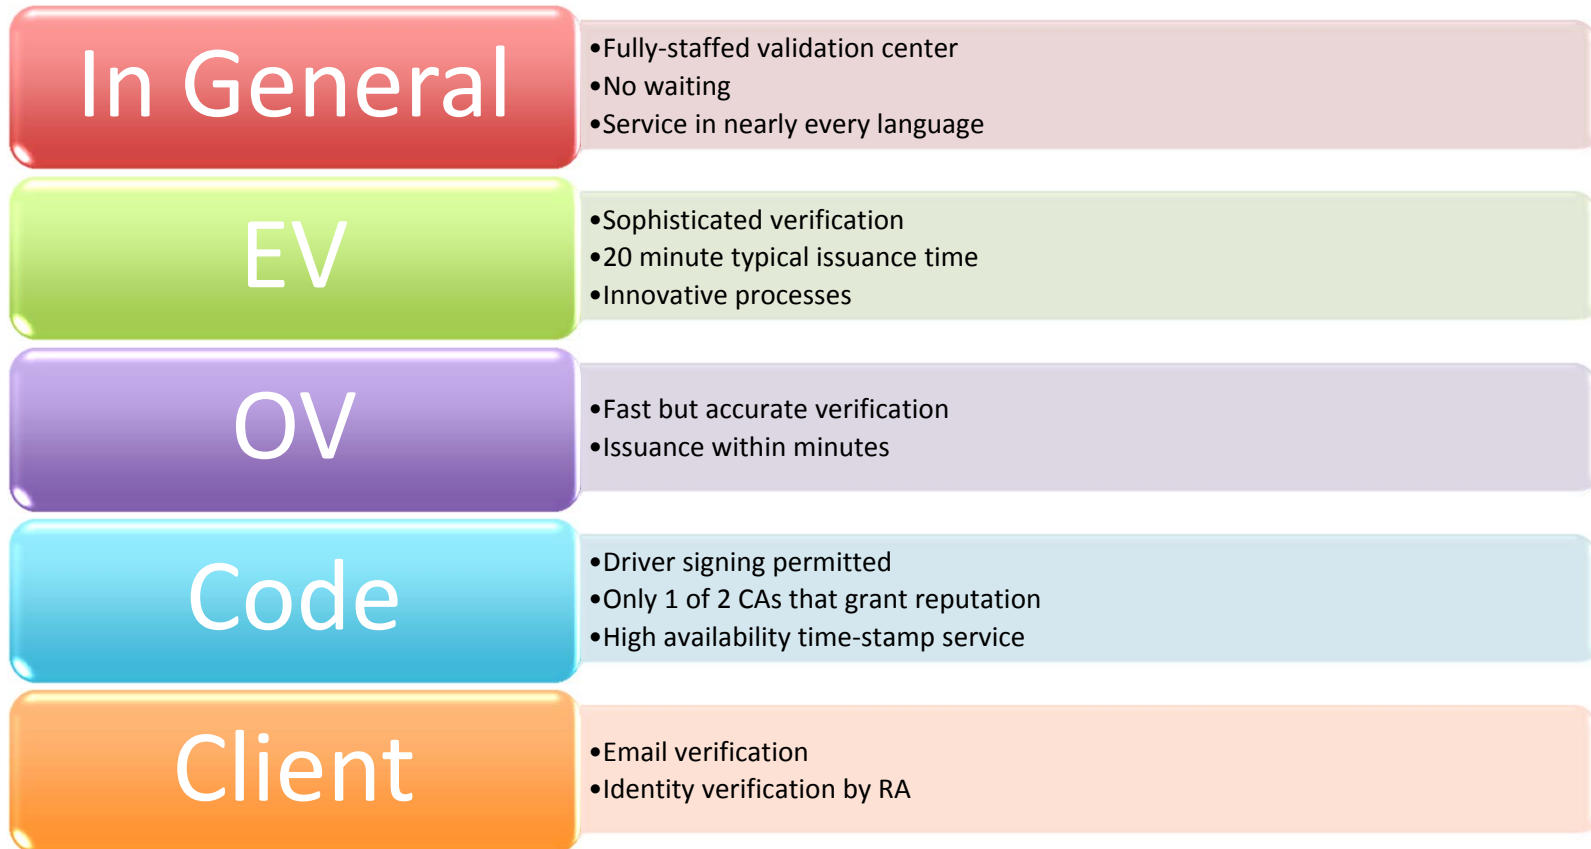 In General
•Fully-staffed validation center
•No waiting
•Service in nearly every language
EV
•Sophisticated verification
•20 minute typical issuance time
•Innovative processes
OV
•Fast but accurate verification
•Issuance within minutes
Code
•Driver signing permitted
•Only 1 of 2 CAs that grant reputation
•High availability time-stamp service
Client
•Email verification
•Identity verification by RA